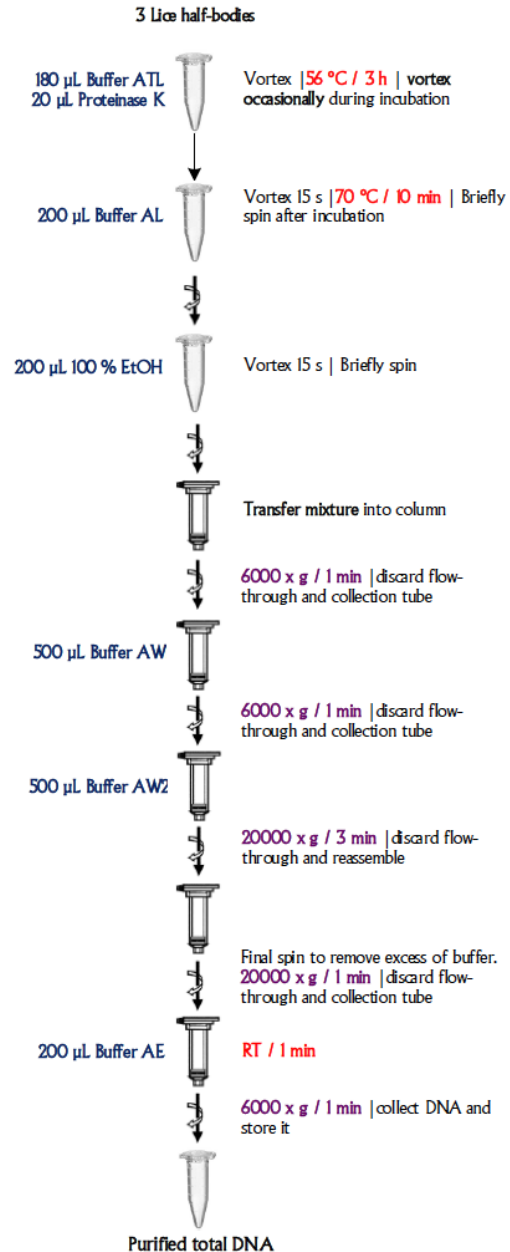 3 Lice half-bodies
180 µL Buffer ATL
20 µL Proteinase K
Vortex |56 °C / 3 h | vortex
occasionally during incubation
200 µL Buffer AL
Vortex 15 s |70 °C / 10 min | Briefly
spin after incubation
200 µL 100 % EtOH
Vortex 15 s | Briefly spin
Transfer mixture into column
6000 x g / 1 min |discard flow-
through and collection tube
500 µL Buffer AW
6000 x g / 1 min |discard flow-
through and collection tube
500 µL Buffer AW2
20000 x g / 3 min |discard flow-
through and reassemble
Final spin to remove excess of buffer.
20000 x g / 1 min |discard flow-
through and collection tube
200 µL Buffer AE
RT / 1 min
6000 x g / 1 min |collect DNA and
store it
Purified total DNA